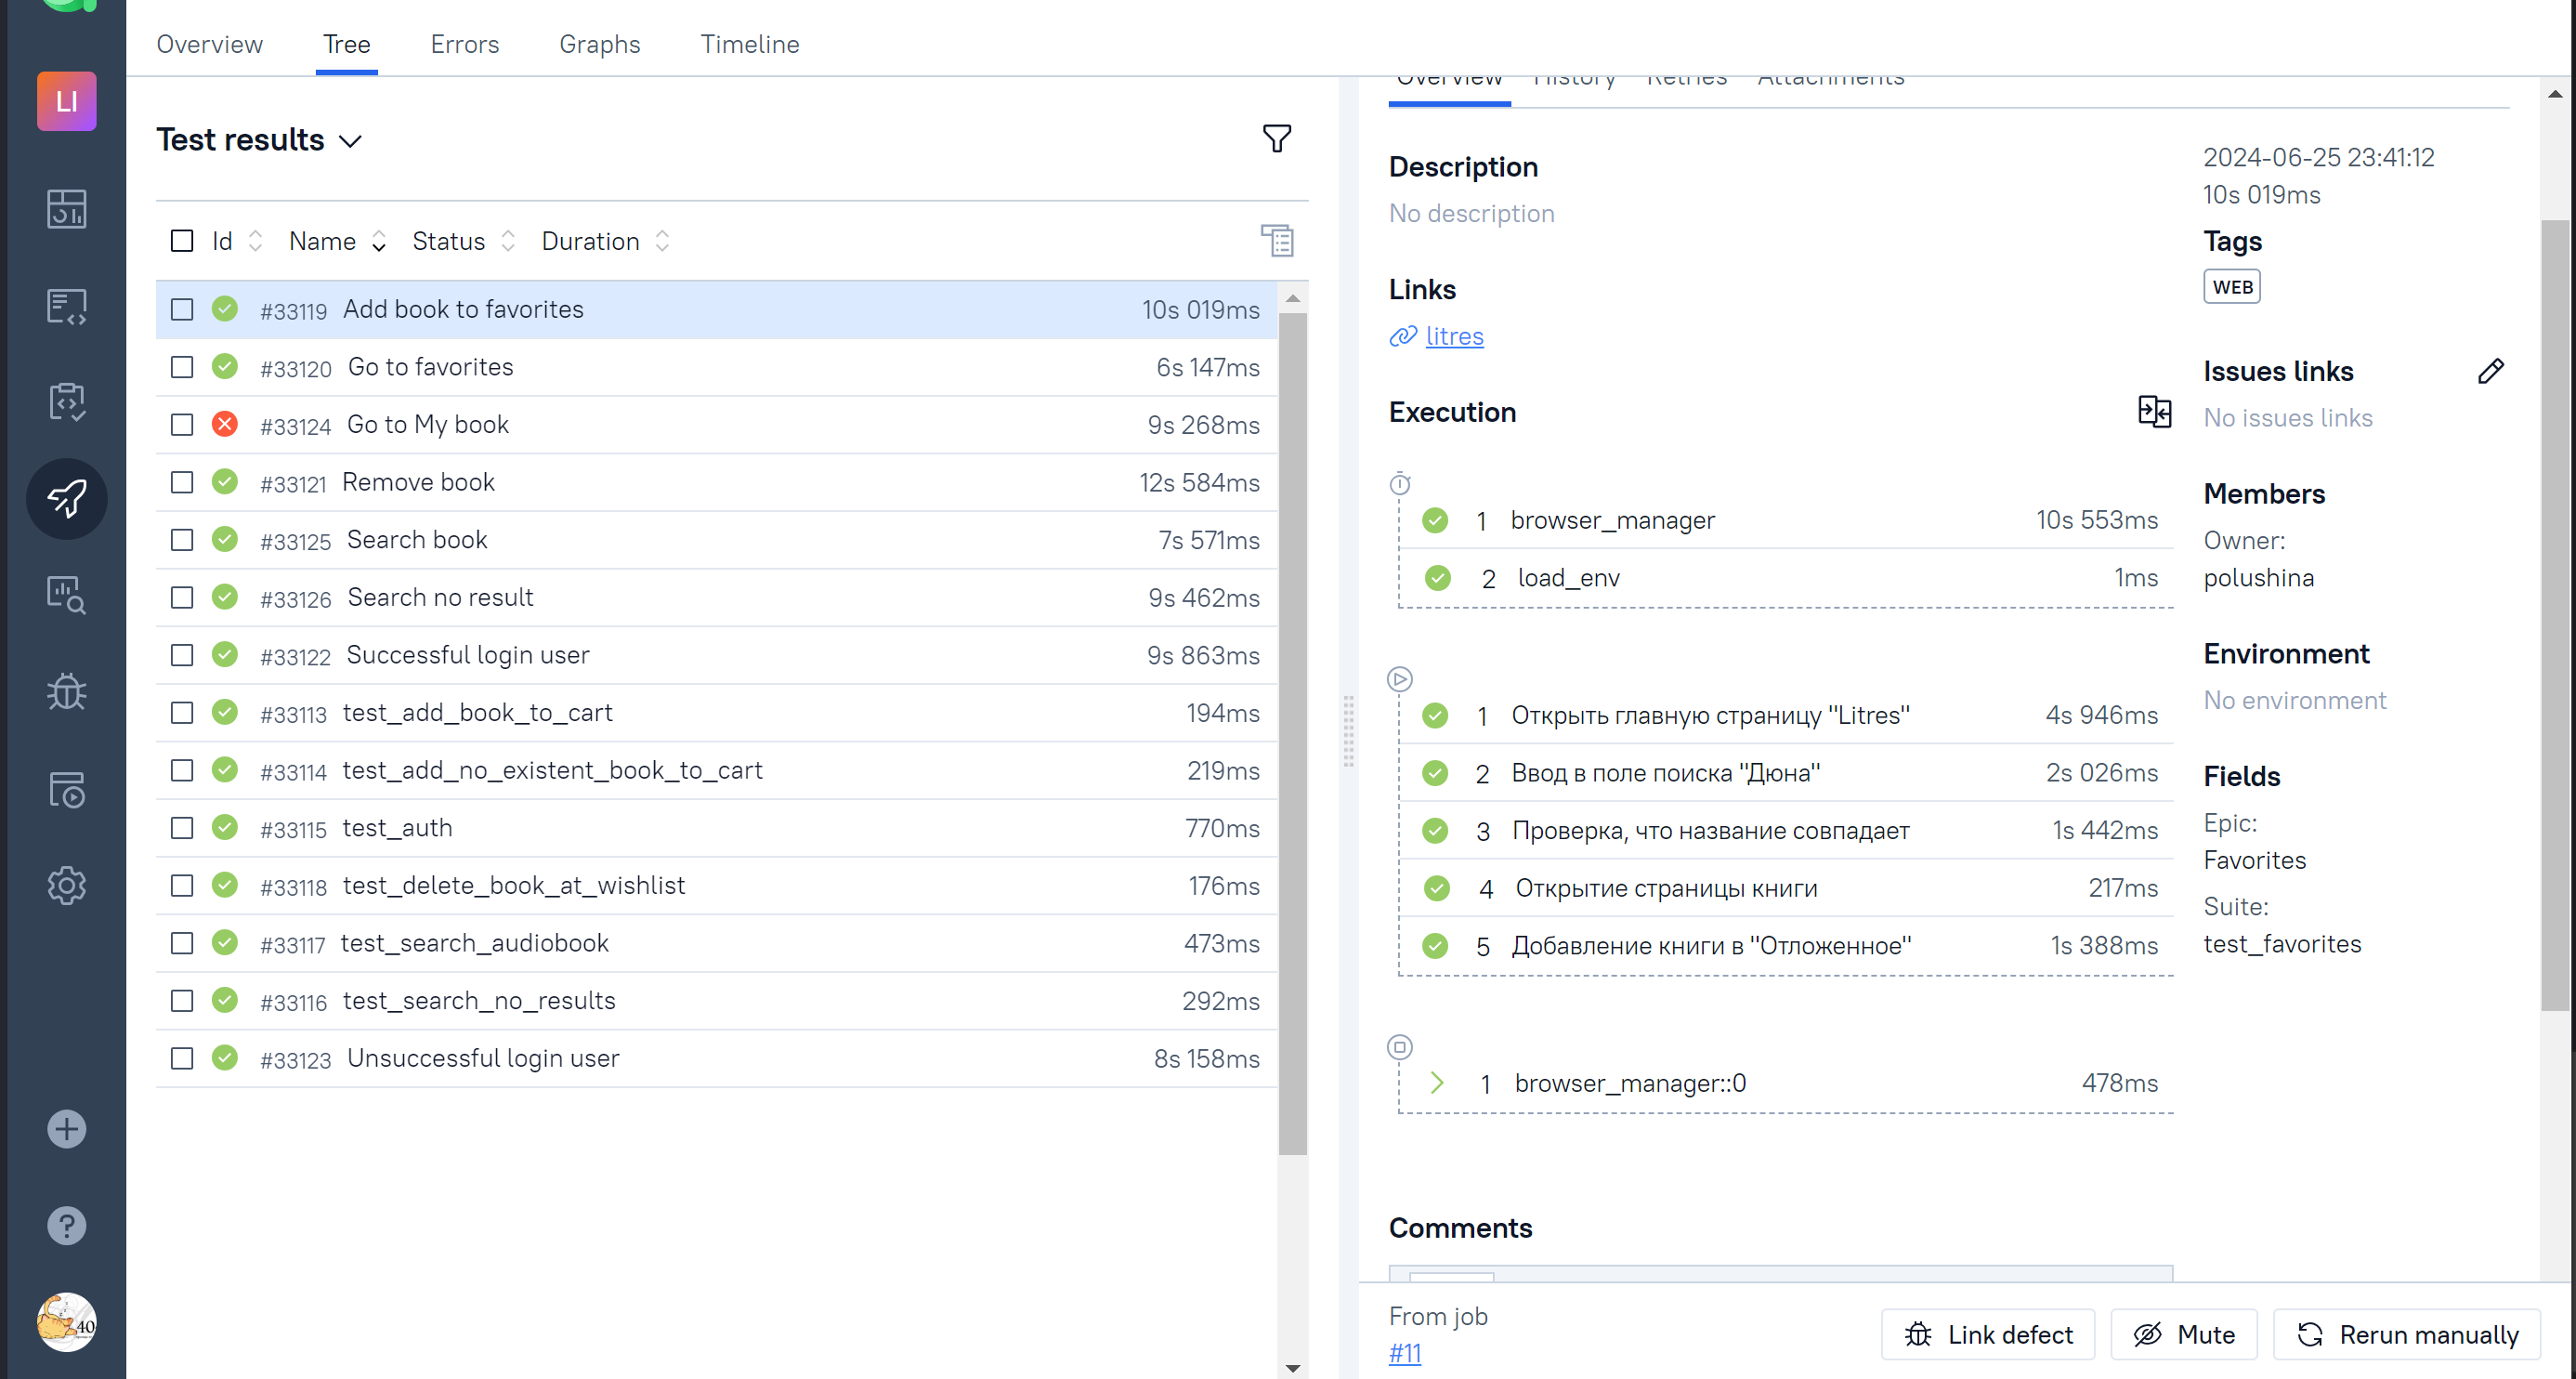 Overview Tree Errors Graphs Timeline
LI
Test results
Id Name Status Duration
#33119 Add book to favorites 10s 019ms
#33120 Go to favorites 6s 147ms
#33124 Go to My book 9s 268ms
#33121 Remove book 12s 584ms
#33125 Search book 7s 571ms
#33126 Search no result 9s 462ms
#33122 Successful login user 9s 863ms
#33113 test_add_book_to_cart 194ms
#33114 test_add_no_existent_book_to_cart 219ms
#33115 test_auth 770ms
#33118 test_delete_book_at_wishlist 176ms
#33117 test_search_audiobook 473ms
#33116 test_search_no_results 292ms
#33123 Unsuccessful login user 8s 158ms
40
Overview History Retries Attachments
Description
No description
Links
litres
Execution
1 browser_manager 10s 553ms
2 load_env 1ms
1 Открыть главную страницу "Litres" 4s 946ms
2 Ввод в поле поиска "Дюна" 2s 026ms
3 Проверка, что название совпадает 1s 442ms
4 Открытие страницы книги 217ms
5 Добавление книги в "Отложенное" 1s 388ms
1 browser_manager::0 478ms
Comments
2024-06-25 23:41:12
10s 019ms
Tags
WEB
Issues links
No issues links
Members
Owner:
polushina
Environment
No environment
Fields
Epic:
Favorites
Suite:
test_favorites
From job
#11
Link defect Mute Rerun manually